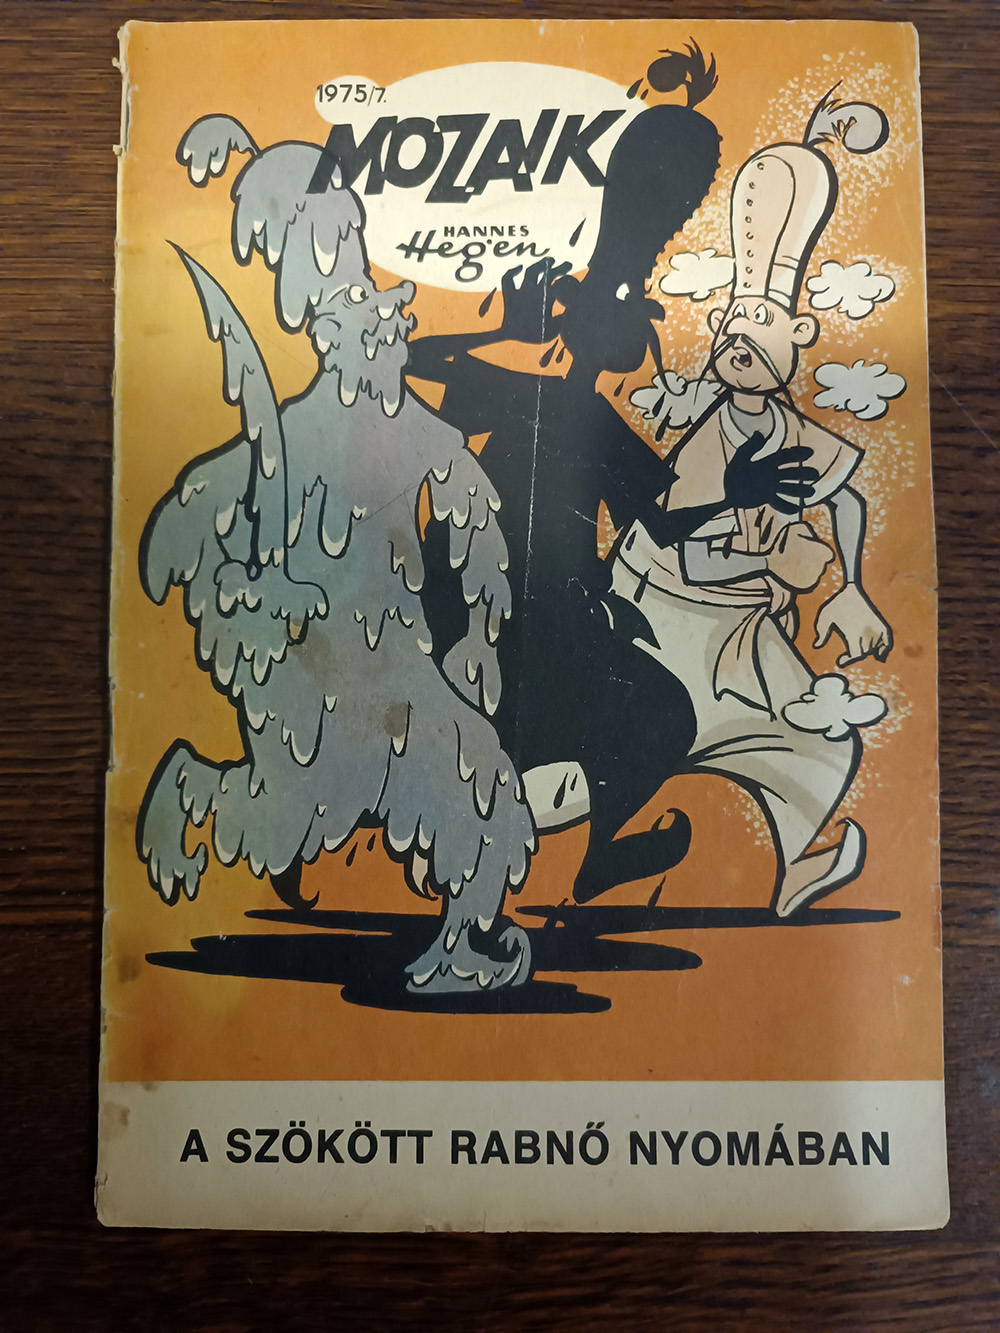 1975/7.
MOZAIK
HANNES
Hegen
A SZÖKÖTT RABNŐ NYOMÁBAN